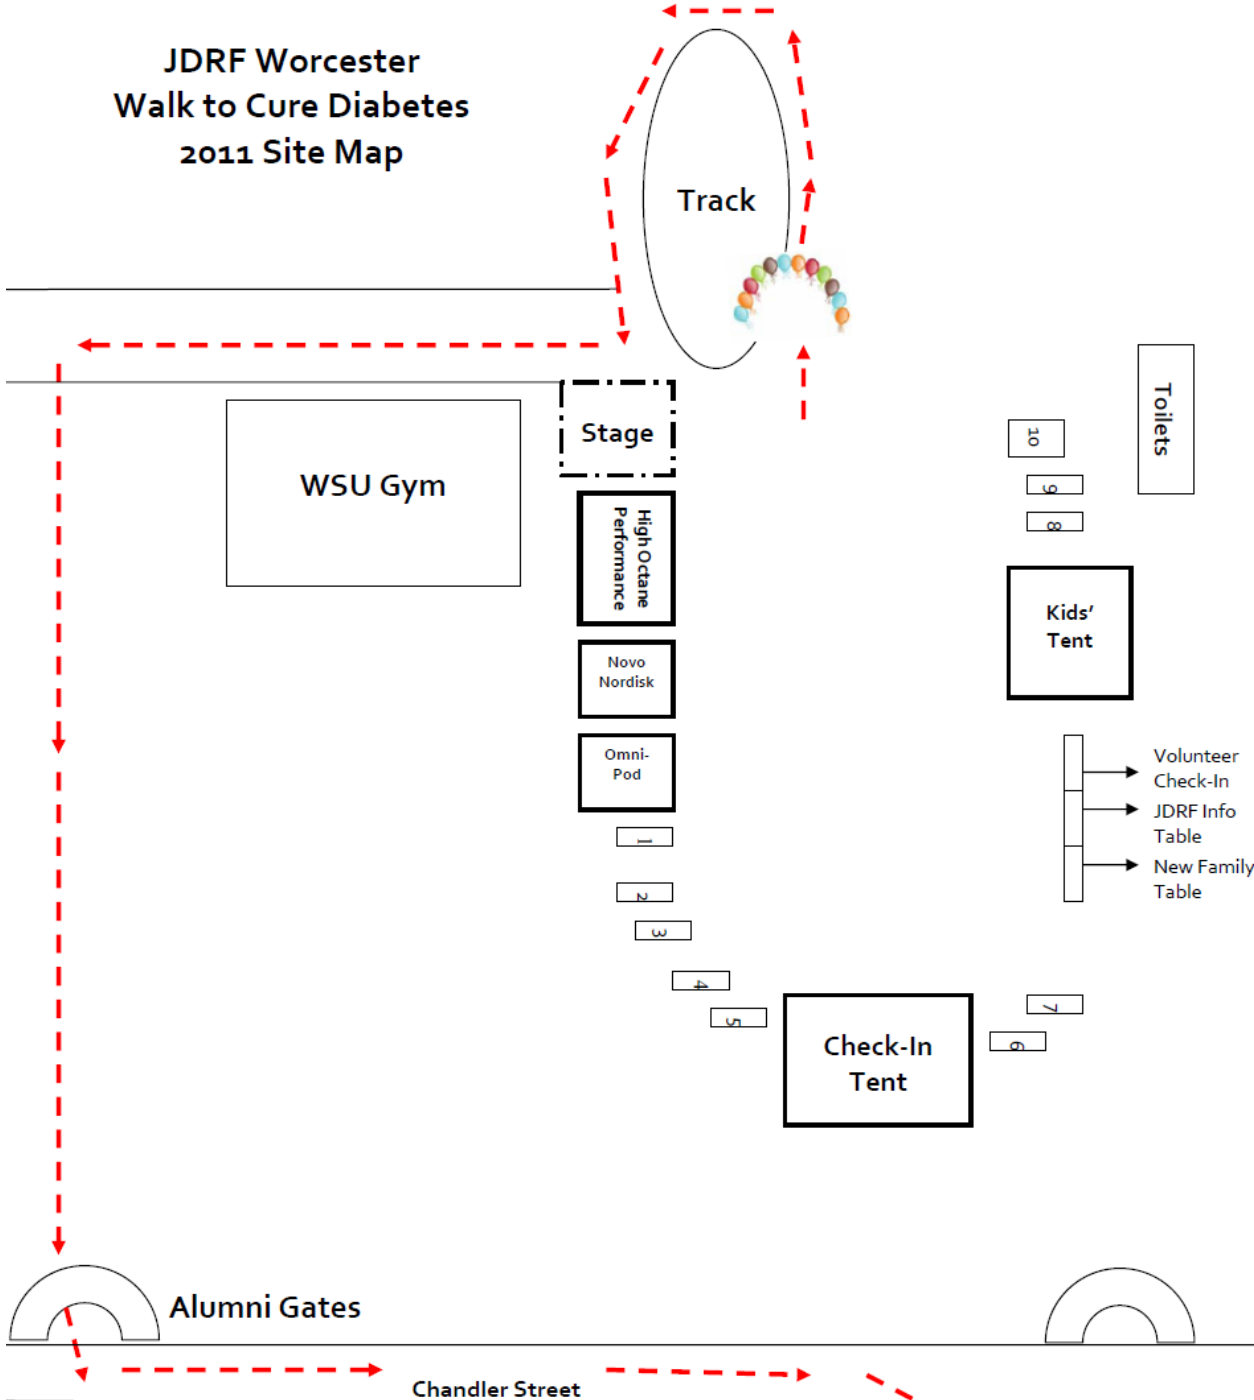 JDRF Worcester
Walk to Cure Diabetes
2011 Site Map
Track
Stage
WSU Gym
High Octane
Performance
Novo
Nordisk
Omni-
Pod
1
2
3
4
5
Toilets
10
9
8
Kids’
Tent
Volunteer
Check-In
JDRF Info
Table
New Family
Table
7
6
Check-In
Tent
Alumni Gates
Chandler Street